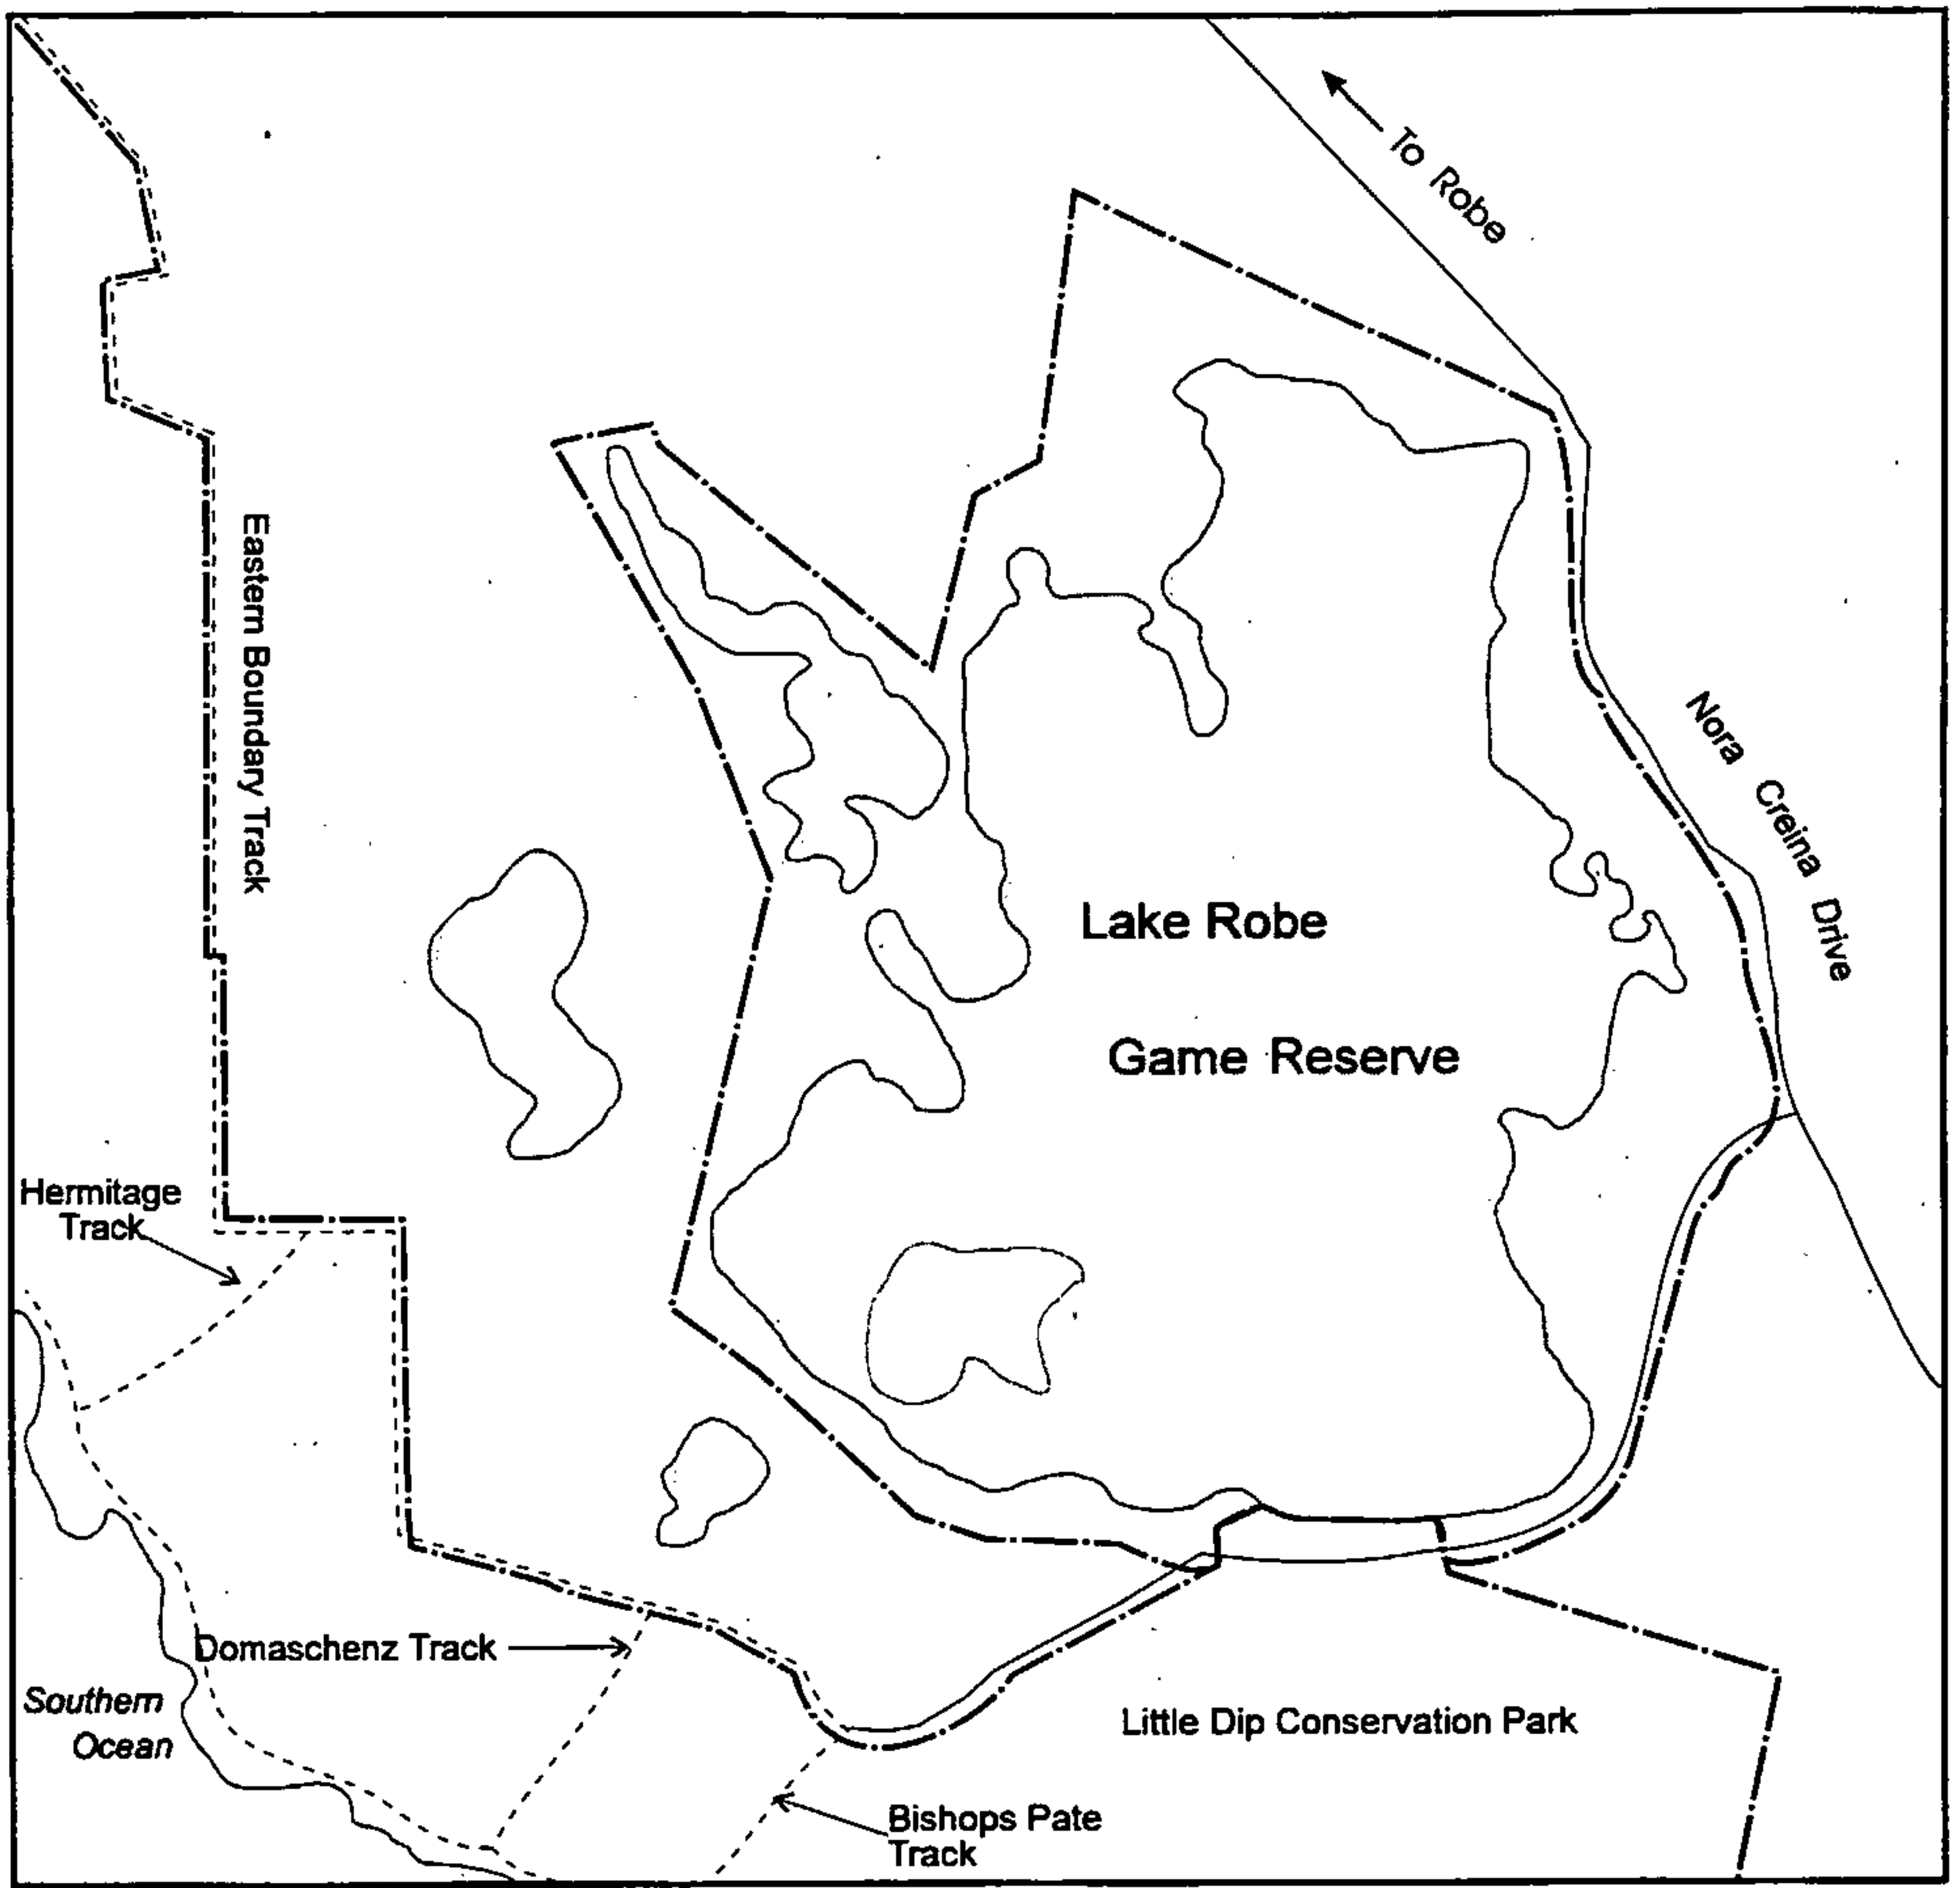 To Robe
Eastern Boundary Track
Nora Creina Drive
Lake Robe
Game Reserve
Hermitage
Track
Domaschenz Track
Southern
Ocean
Little Dip Conservation Park
Bishops Pate
Track